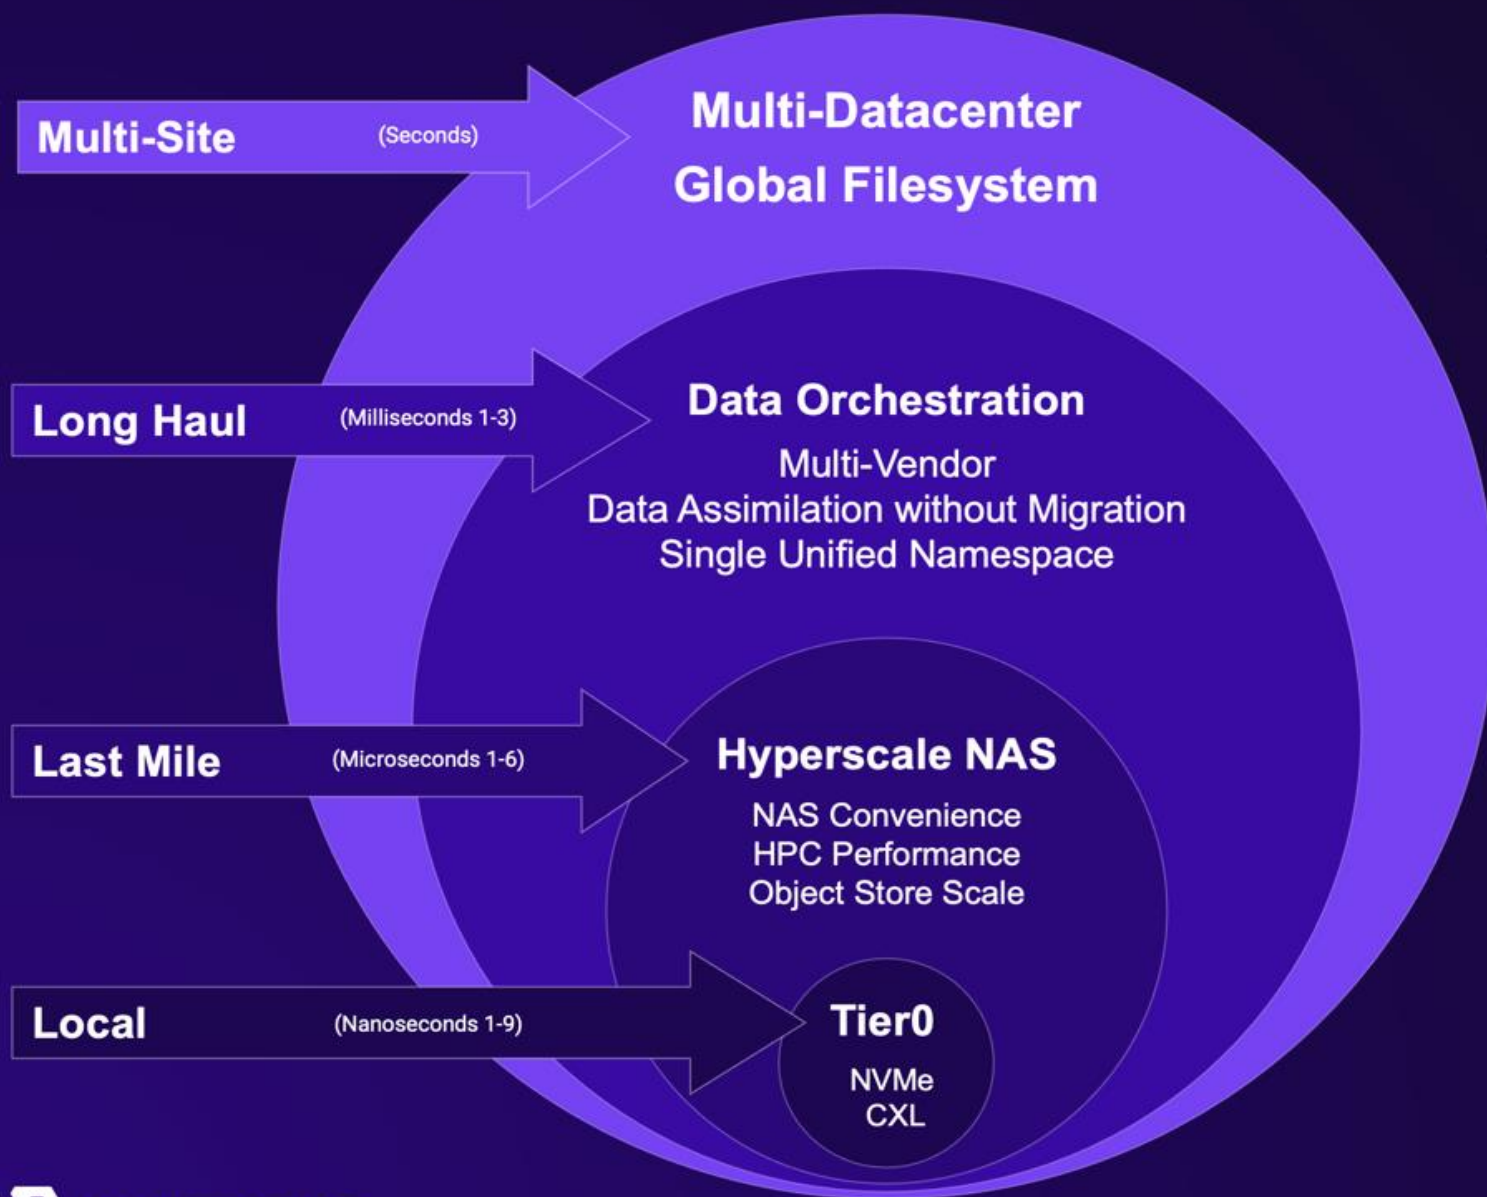 Multi-Site (Seconds)
Multi-Datacenter
Global Filesystem
Long Haul (Milliseconds 1-3)
Data Orchestration
Multi-Vendor
Data Assimilation without Migration
Single Unified Namespace
Last Mile (Microseconds 1-6)
Hyperscale NAS
NAS Convenience
HPC Performance
Object Store Scale
Local (Nanoseconds 1-9)
Tier0
NVMe
CXL